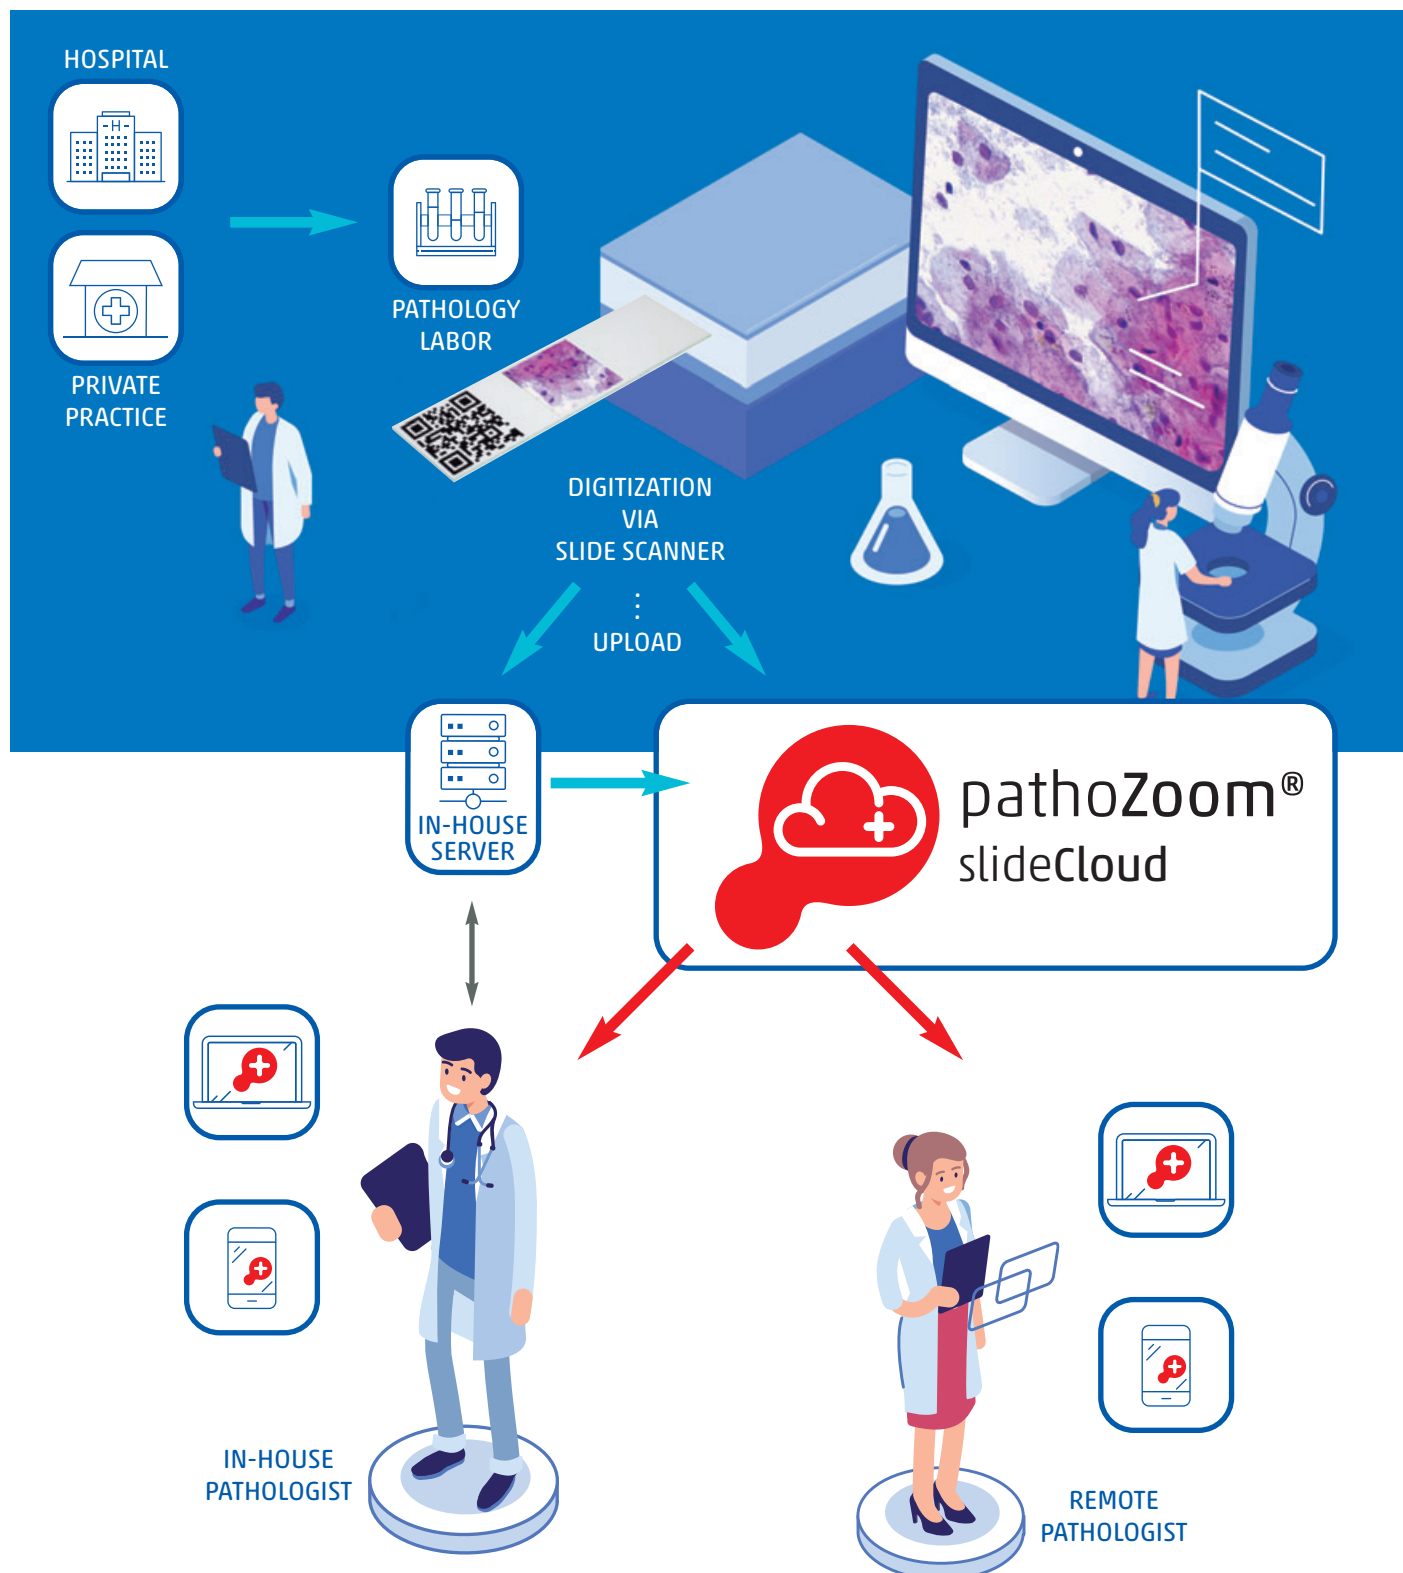 HOSPITAL
H
PRIVATE
PRACTICE
PATHOLOGY
LABOR
DIGITIZATION
VIA
SLIDE SCANNER
UPLOAD
IN-HOUSE
SERVER
pathoZoom®
slideCloud
IN-HOUSE
PATHOLOGIST
REMOTE
PATHOLOGIST